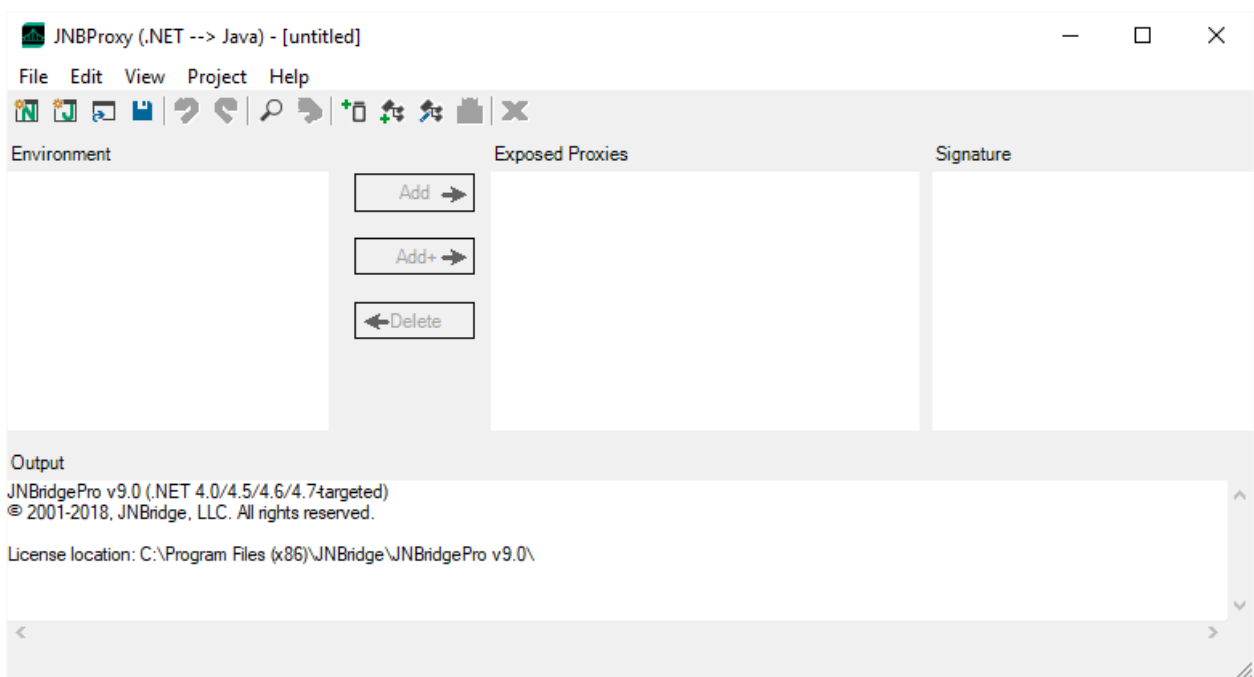 JNBProxy (.NET --> Java) - [untitled]
File Edit View Project Help
Environment
Exposed Proxies
Signature
Add
Add+
Delete
Output
JNBridgePro v9.0 (.NET 4.0/4.5/4.6/4.7-targeted)
© 2001-2018, JNBridge, LLC. All rights reserved.
License location: C:\Program Files (x86)\JNBridge\JNBridgePro v9.0\